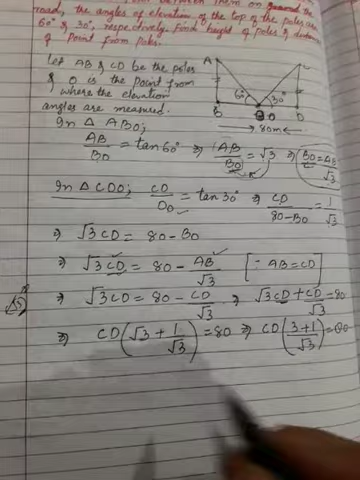 road, the angles of elevation of the top of the poles are
60° & 30°, respectively. Find height of poles & distance
of Point from poles.
Let AB & CD be the poles
& O is the point from
where the elevation
angles are measured.
A
60° 30°
B O D
80m
In △ ABO;
AB/BO = tan60° ⇒ AB/BO = √3 ⇒ BO = AB/√3
In △ CDO; CD/DO = tan 30° ⇒ CD/80-BO = 1/√3
⇒ √3 CD = 80 - BO
⇒ √3 CD = 80 - AB/√3 [∵ AB = CD]
⇒ √3 CD = 80 - CD/√3 ⇒ √3 CD + CD/√3 = 80
⇒ CD(√3 + 1/√3) = 80 ⇒ CD(3+1/√3) = 80